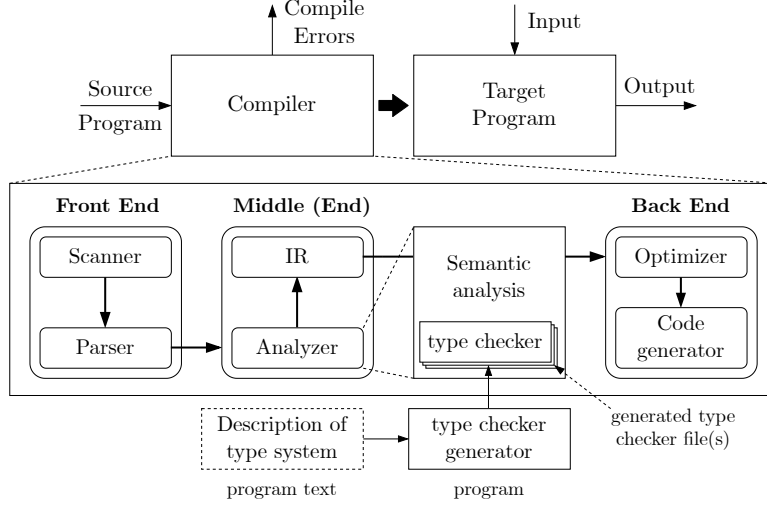 Compile
Errors
Input
Source
Program
Compiler
Target
Program
Output
Front End
Middle (End)
Back End
Scanner
Parser
IR
Analyzer
Semantic
analysis
type checker
Optimizer
Code
generator
Description of
type system
program text
type checker
generator
program
generated type
checker file(s)